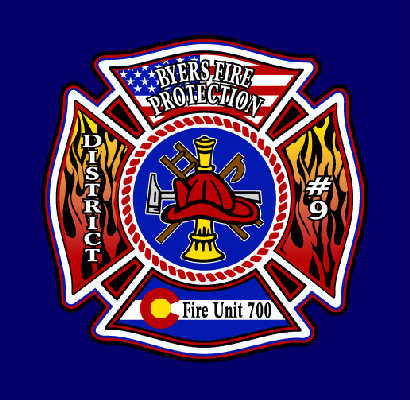 BYERS FIRE
PROTECTION
DISTRICT
#9
Fire Unit 700